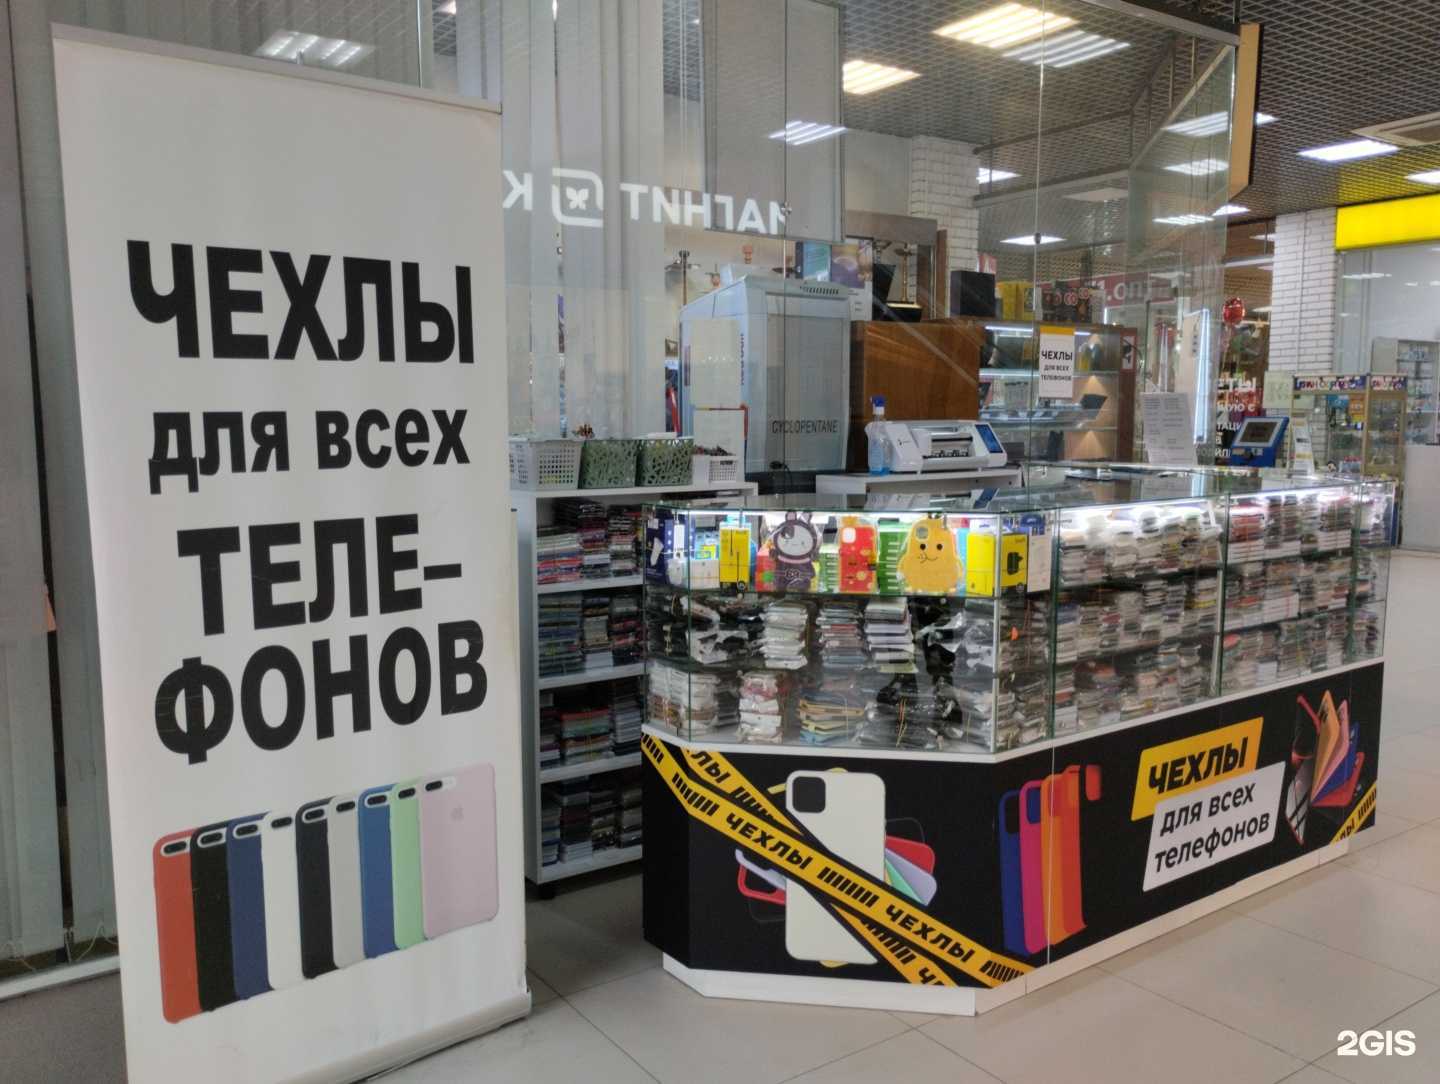 ЧЕХЛЫ
для всех
ТЕЛЕ-
ФОНОВ
МАГНИТ К
CYCLOPENTANE
ЧЕХЛЫ
ДЛЯ ВСЕХ
ТЕЛЕФОНОВ
ЧЕХЛЫ
ЧЕХЛЫ
ЧЕХЛЫ
для всех
телефонов
2GIS